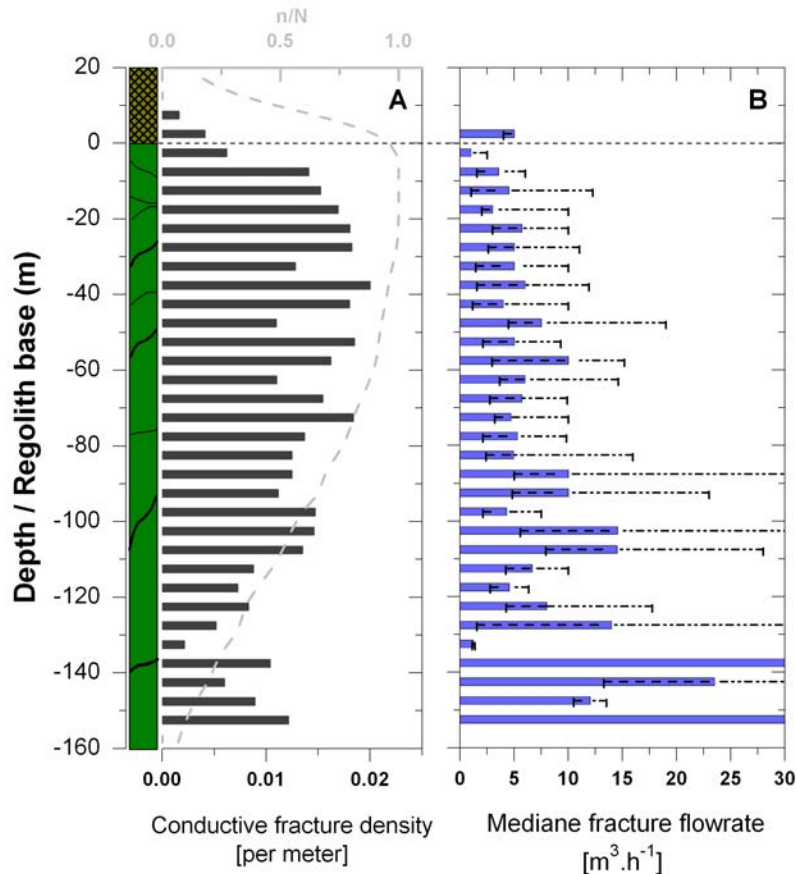 n/N
0.0 0.5 1.0
A B
20
0
-20
-40
-60
-80
-100
-120
-140
-160
Depth / Regolith base (m)
0.00 0.01 0.02
0 5 10 15 20 25 30
Conductive fracture density
[per meter]
Mediane fracture flowrate
[m³.h⁻¹]